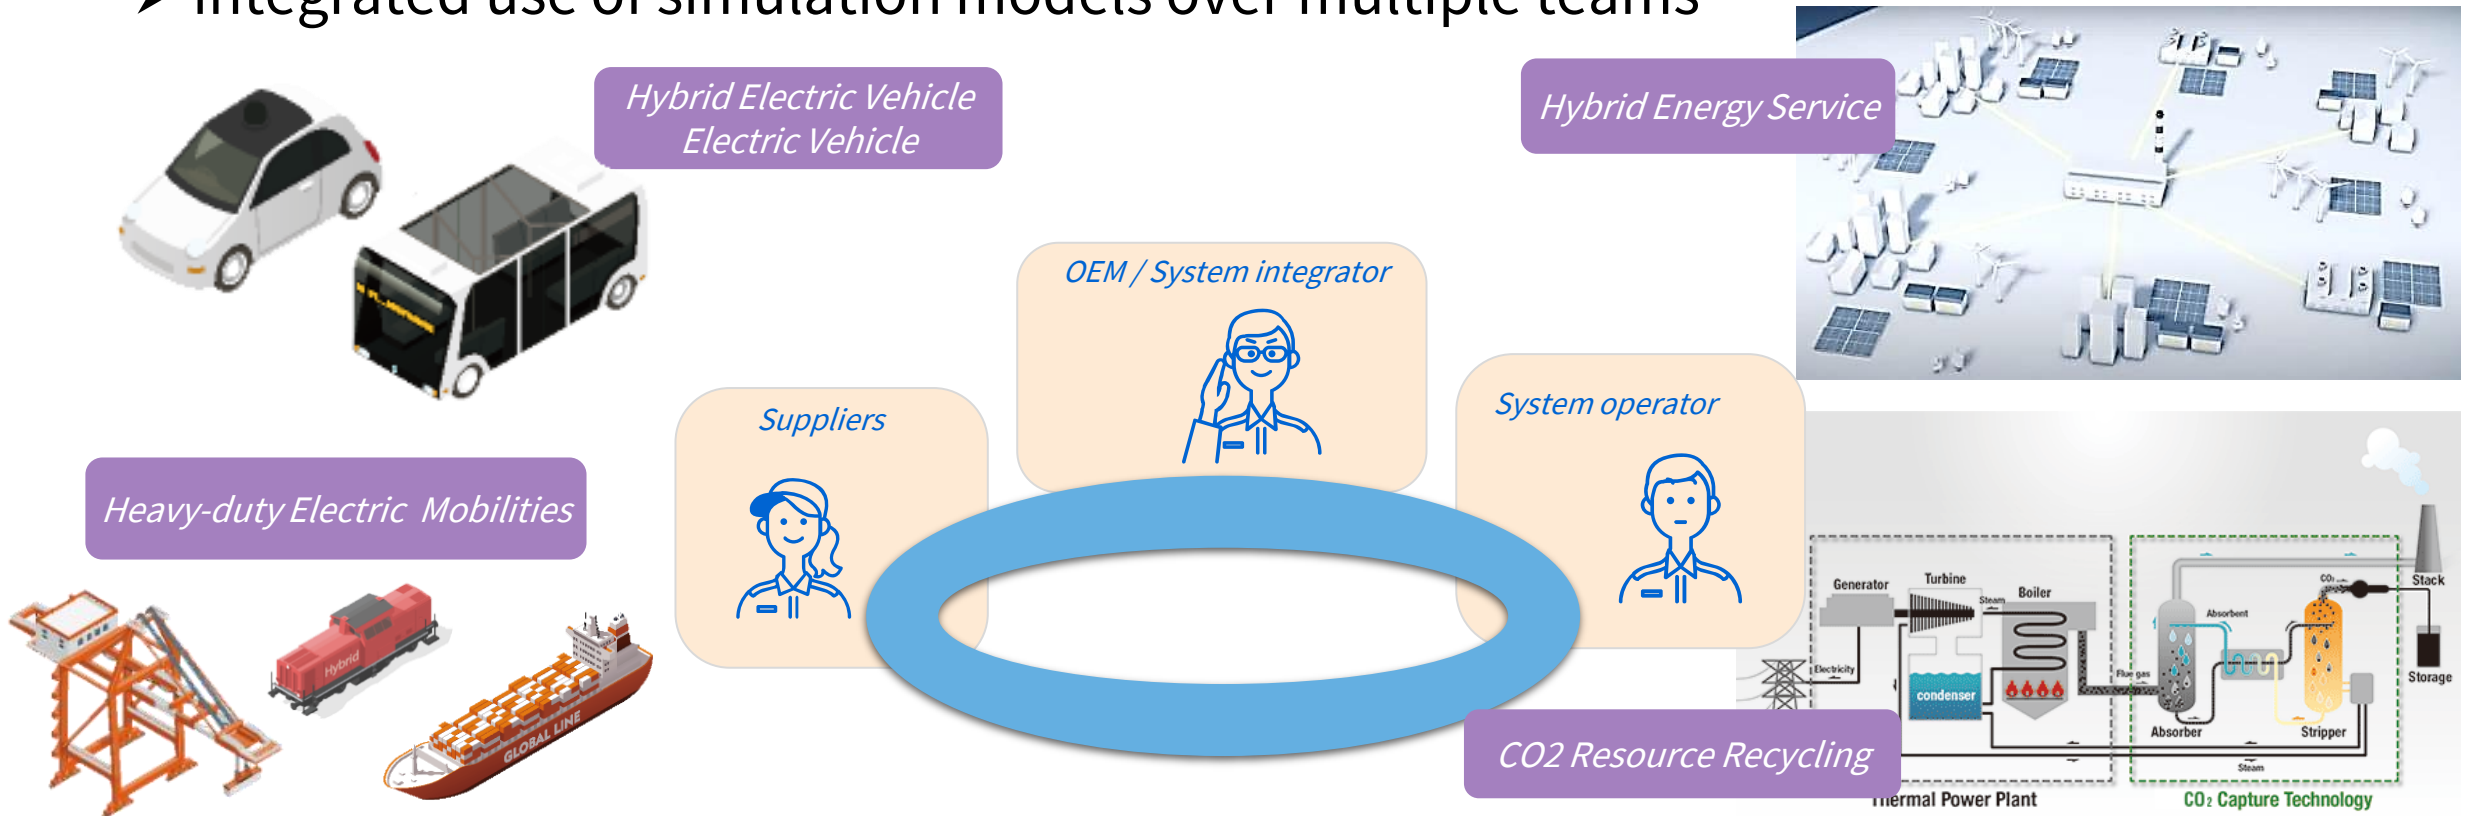 ➤ Integrated use of simulation models over multiple teams
Hybrid Electric Vehicle
Electric Vehicle
Hybrid Energy Service
OEM / System integrator
Suppliers
System operator
Heavy-duty Electric Mobilities
Hybrid
GLOBAL LINE
Generator
Turbine
Steam
Boiler
Electricity
condenser
Flue gas
Absorbent
CO₂
Stack
Storage
Absorber
Stripper
Steam
CO2 Resource Recycling
Thermal Power Plant
CO₂ Capture Technology